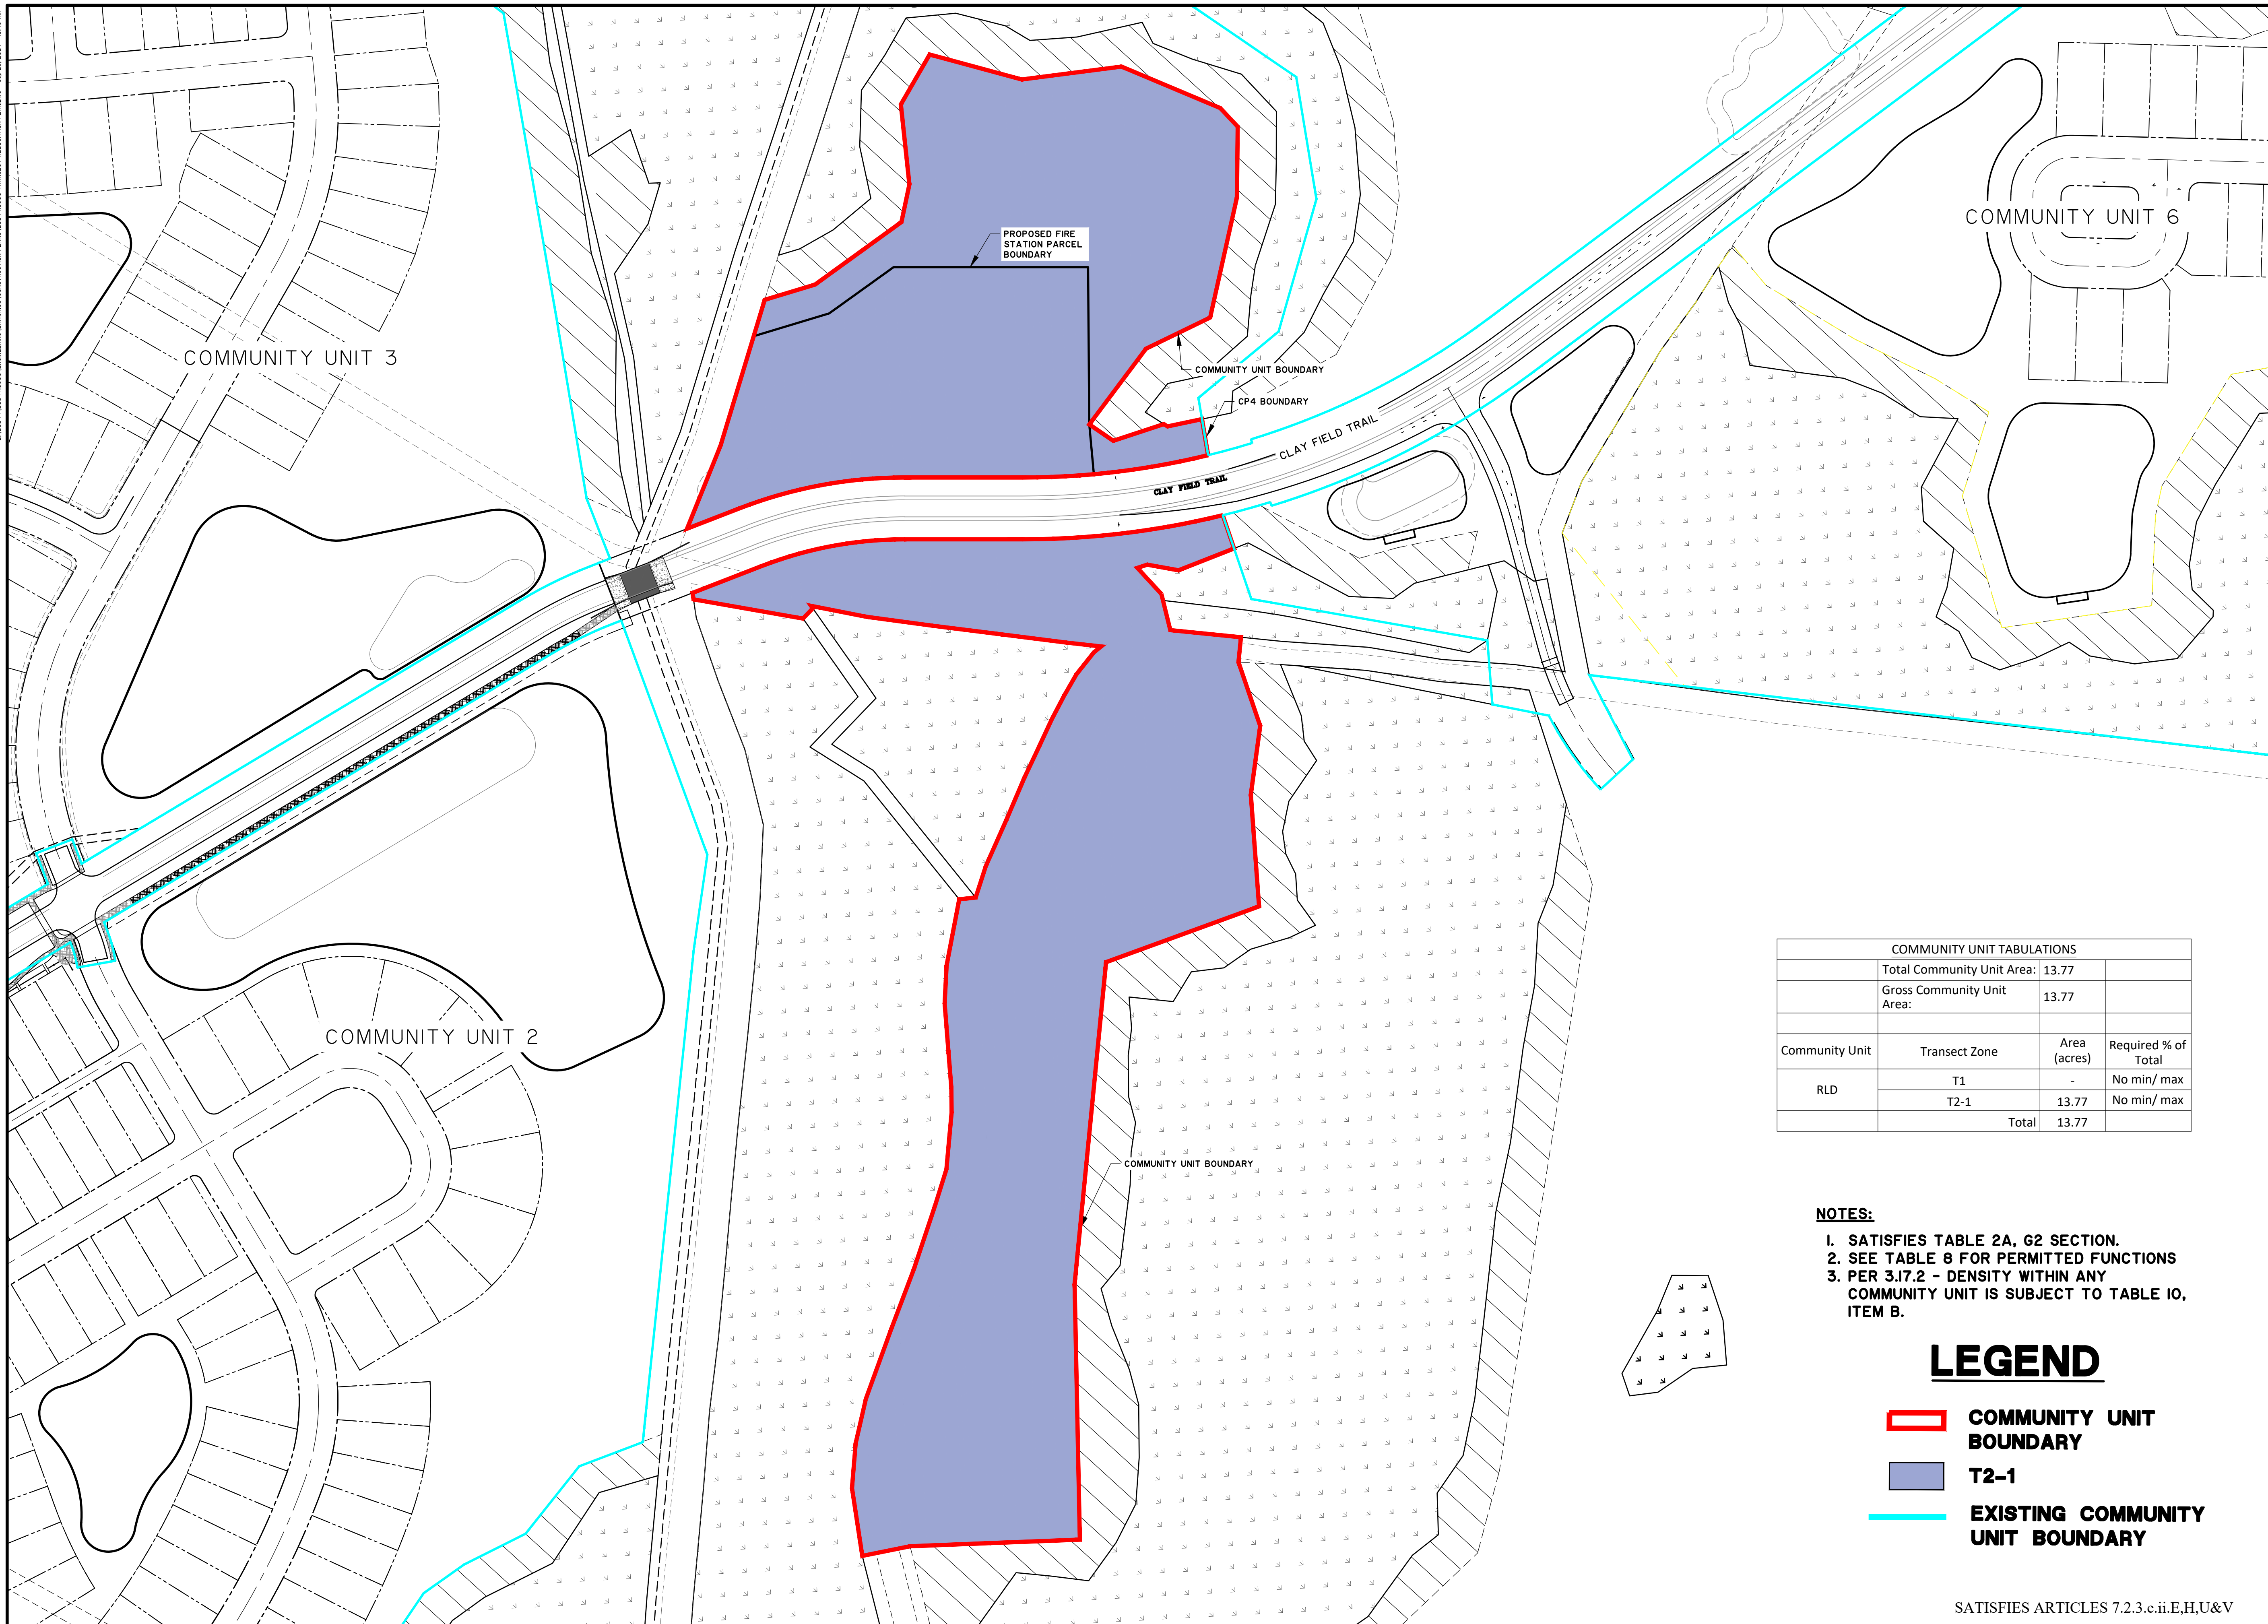 COMMUNITY UNIT 6
PROPOSED FIRE
STATION PARCEL
BOUNDARY
COMMUNITY UNIT 3
COMMUNITY UNIT BOUNDARY
CP4 BOUNDARY
CLAY FIELD TRAIL
CLAY FIELD TRAIL
COMMUNITY UNIT 2
COMMUNITY UNIT BOUNDARY
COMMUNITY UNIT TABULATIONS
Total Community Unit Area: 13.77
Gross Community Unit
Area: 13.77
Community Unit Transect Zone Area (acres) Required % of Total
RLD T1 - No min/ max
T2-1 13.77 No min/ max
Total 13.77
NOTES:
1. SATISFIES TABLE 2A, G2 SECTION.
2. SEE TABLE 8 FOR PERMITTED FUNCTIONS
3. PER 3.17.2 - DENSITY WITHIN ANY
COMMUNITY UNIT IS SUBJECT TO TABLE 10,
ITEM B.
LEGEND
COMMUNITY UNIT
BOUNDARY
T2-1
EXISTING COMMUNITY
UNIT BOUNDARY
SATISFIES ARTICLES 7.2.3.e.ii.E,H,U&V